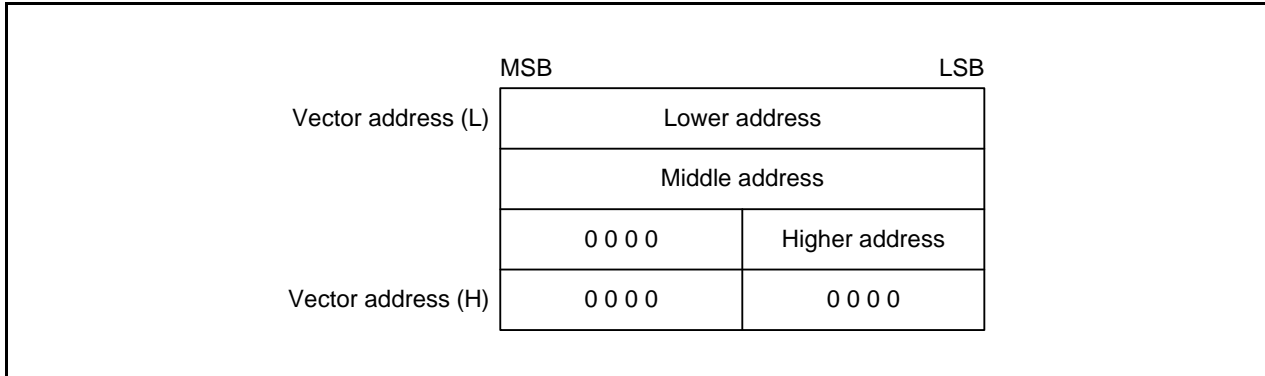 MSB LSB
Vector address (L) Lower address
Middle address
0 0 0 0 Higher address
Vector address (H) 0 0 0 0 0 0 0 0